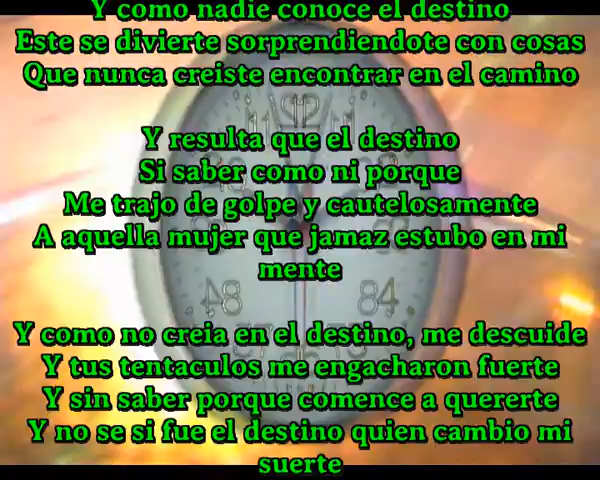 Y como nadie conoce el destino
Este se divierte sorprendiendote con cosas
Que nunca creiste encontrar en el camino
Y resulta que el destino
Si saber como ni porque
Me trajo de golpe y cautelosamente
A aquella mujer que jamaz estubo en mi
mente
Y como no creia en el destino, me descuide
Y tus tentaculos me engacharon fuerte
Y sin saber porque comence a quererte
Y no se si fue el destino quien cambio mi
suerte